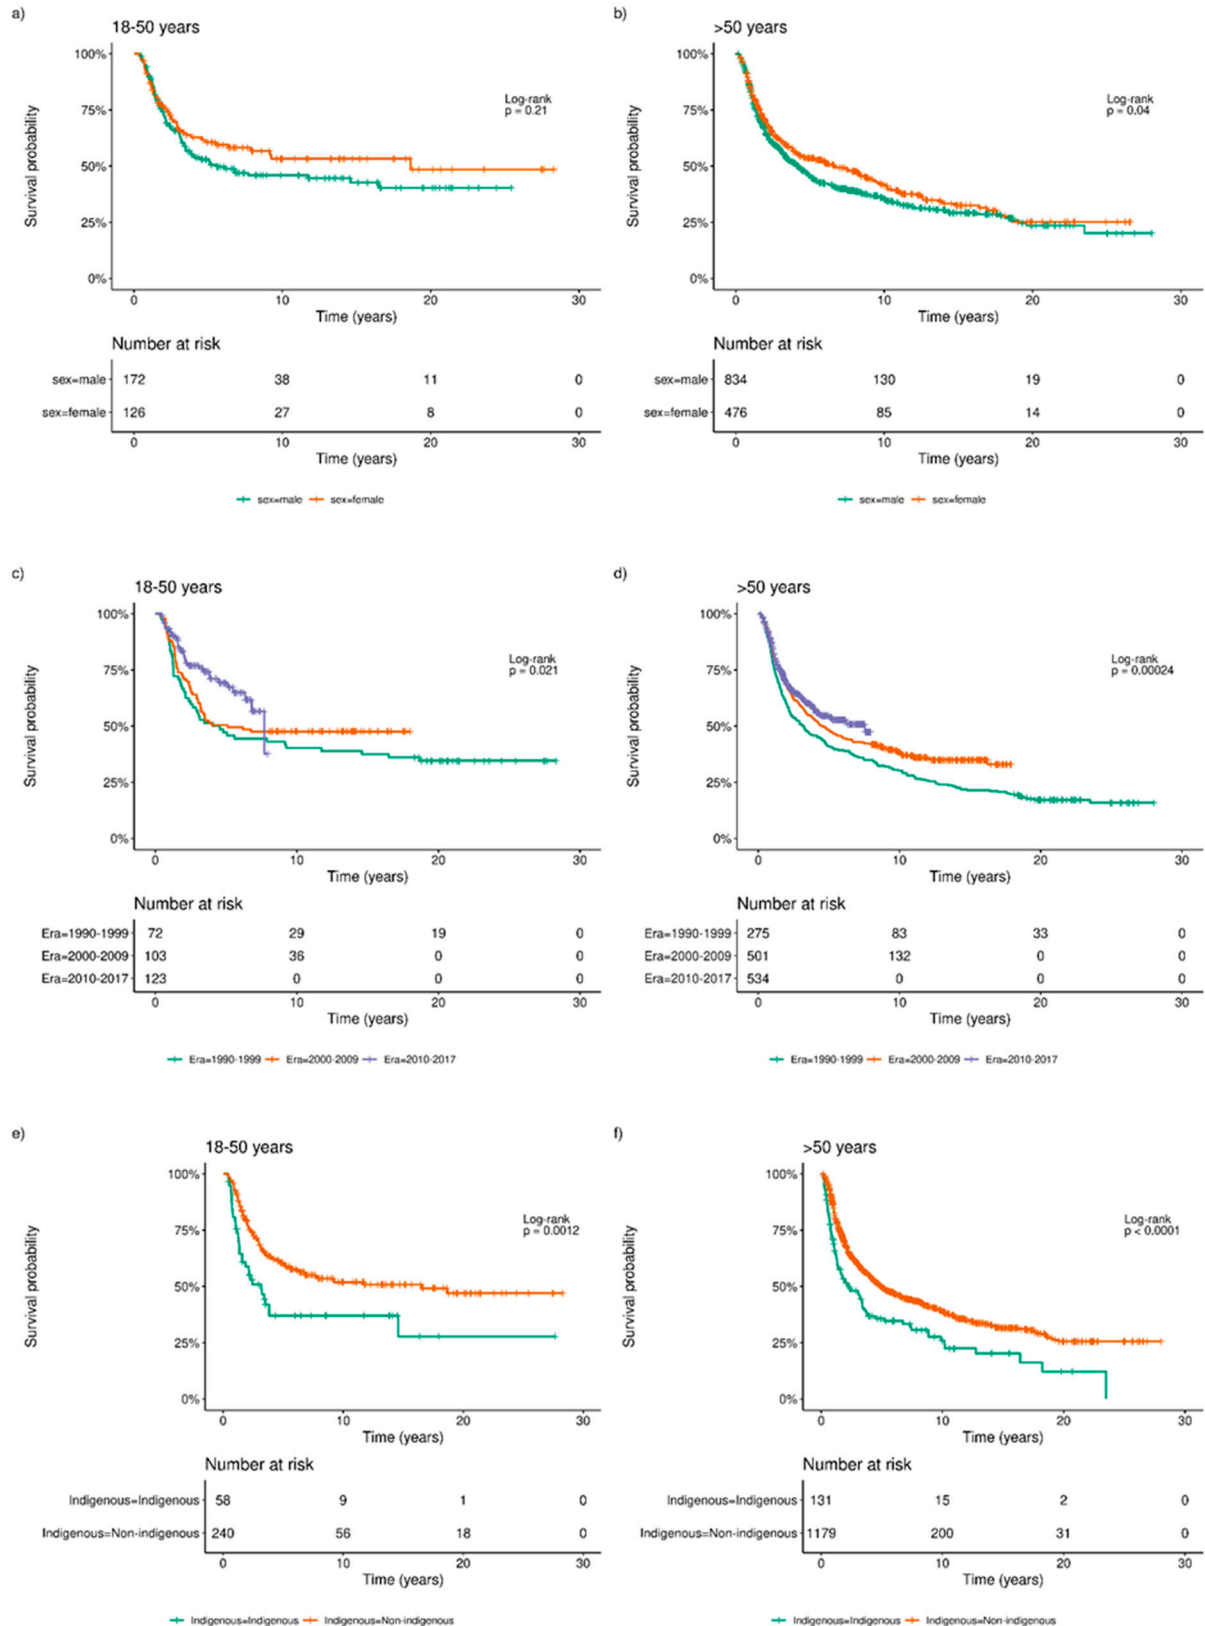 a)
18-50 years
100%
75%
50%
25%
0%
Survival probability
Log-rank
p = 0.21
0 10 20 30
Time (years)
Number at risk
sex=male 172 38 11 0
sex=female 126 27 8 0
0 10 20 30
Time (years)
sex=male sex=female
b)
>50 years
100%
75%
50%
25%
0%
Survival probability
Log-rank
p = 0.04
0 10 20 30
Time (years)
Number at risk
sex=male 834 130 19 0
sex=female 476 85 14 0
0 10 20 30
Time (years)
sex=male sex=female
c)
18-50 years
100%
75%
50%
25%
0%
Survival probability
Log-rank
p = 0.021
0 10 20 30
Time (years)
Number at risk
Era=1990-1999 72 29 19 0
Era=2000-2009 103 36 0 0
Era=2010-2017 123 0 0 0
0 10 20 30
Time (years)
Era=1990-1999 Era=2000-2009 Era=2010-2017
d)
>50 years
100%
75%
50%
25%
0%
Survival probability
Log-rank
p = 0.00024
0 10 20 30
Time (years)
Number at risk
Era=1990-1999 275 83 33 0
Era=2000-2009 501 132 0 0
Era=2010-2017 534 0 0 0
0 10 20 30
Time (years)
Era=1990-1999 Era=2000-2009 Era=2010-2017
e)
18-50 years
100%
75%
50%
25%
0%
Survival probability
Log-rank
p = 0.0012
0 10 20 30
Time (years)
Number at risk
Indigenous=Indigenous 58 9 1 0
Indigenous=Non-indigenous 240 56 18 0
0 10 20 30
Time (years)
Indigenous=Indigenous Indigenous=Non-indigenous
f)
>50 years
100%
75%
50%
25%
0%
Survival probability
Log-rank
p < 0.0001
0 10 20 30
Time (years)
Number at risk
Indigenous=Indigenous 131 15 2 0
Indigenous=Non-indigenous 1179 200 31 0
0 10 20 30
Time (years)
Indigenous=Indigenous Indigenous=Non-indigenous